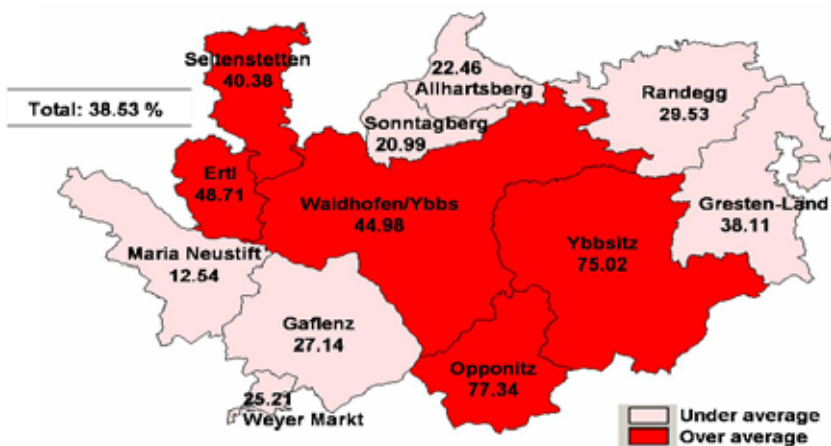 Seitenstetten
40.38
22.46
Allhartsberg
Randegg
29.53
Total: 38.53 %
Sonntagberg
20.99
Ertl
48.71
Waidhofen/Ybbs
44.98
Gresten-Land
38.11
Ybbsitz
75.02
Maria Neustift
12.54
Gaflenz
27.14
Opponitz
77.34
25.21
Weyer Markt
Under average
Over average